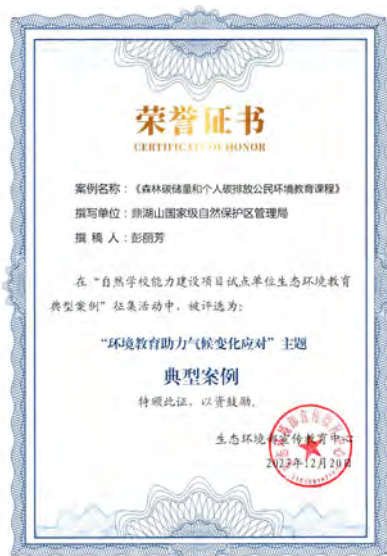 荣誉证书
CERTIFICATE OF HONOR
案例名称：《森林碳储量和个人碳排放公民环境教育课程》
撰写单位：鼎湖山国家级自然保护区管理局
撰 稿 人：彭丽芳
在“自然学校能力建设项目试点单位生态环境教育
典型案例”征集活动中，被评选为：
“环境教育助力气候变化应对”主题
典型案例
特颁此证，以资鼓励。
生态环境部宣传教育中心
2023年12月20日